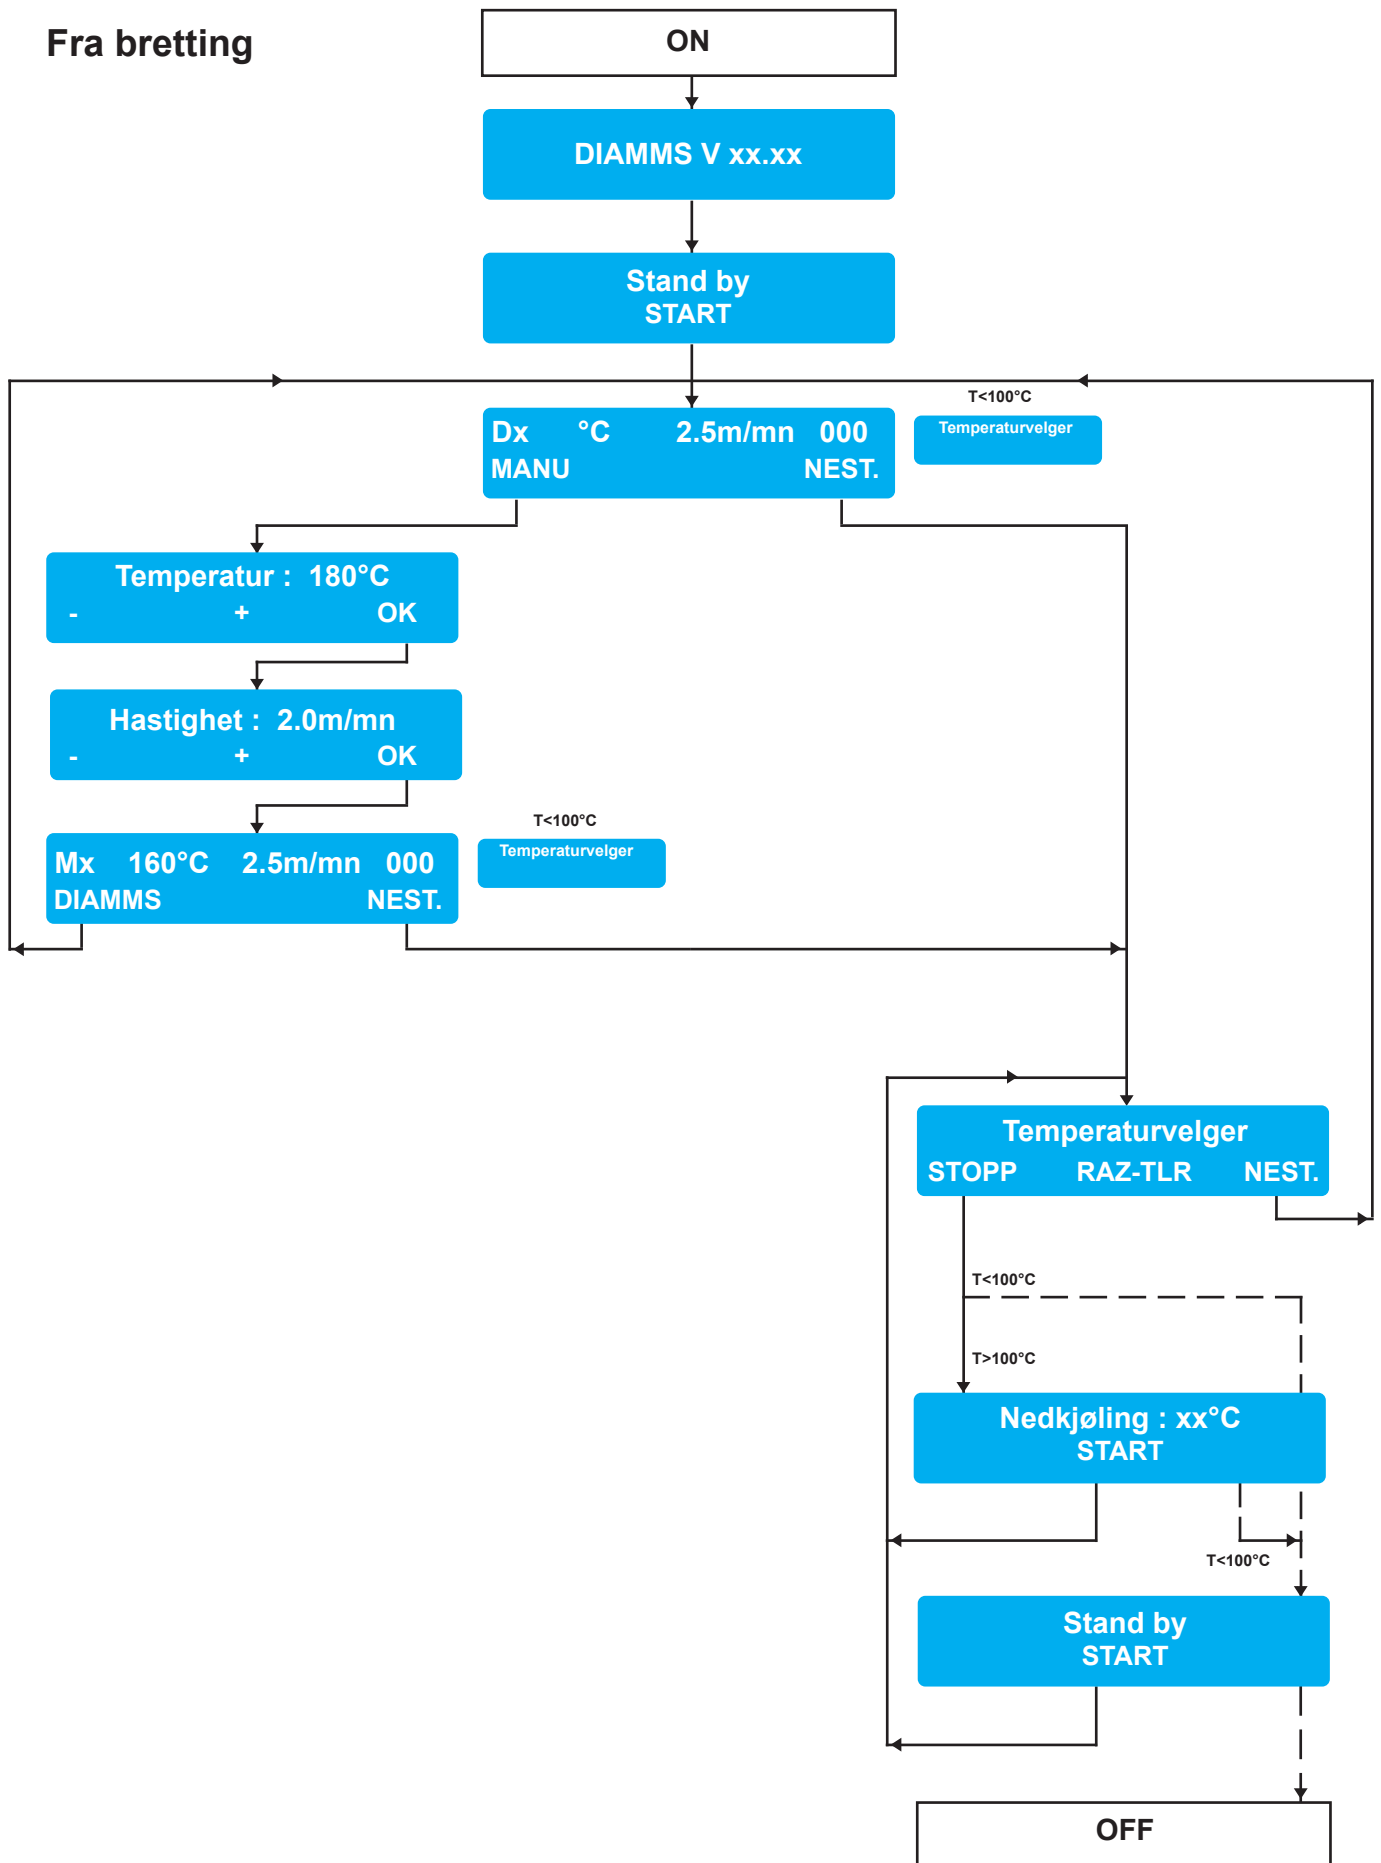 Fra bretting
ON
DIAMMS V xx.xx
Stand by
START
T<100°C
Dx °C 2.5m/mn 000
MANU NEST.
Temperaturvelger
Temperatur : 180°C
- + OK
Hastighet : 2.0m/mn
- + OK
T<100°C
Mx 160°C 2.5m/mn 000
DIAMMS NEST.
Temperaturvelger
Temperaturvelger
STOPP RAZ-TLR NEST.
T<100°C
T>100°C
Nedkjøling : xx°C
START
T<100°C
Stand by
START
OFF